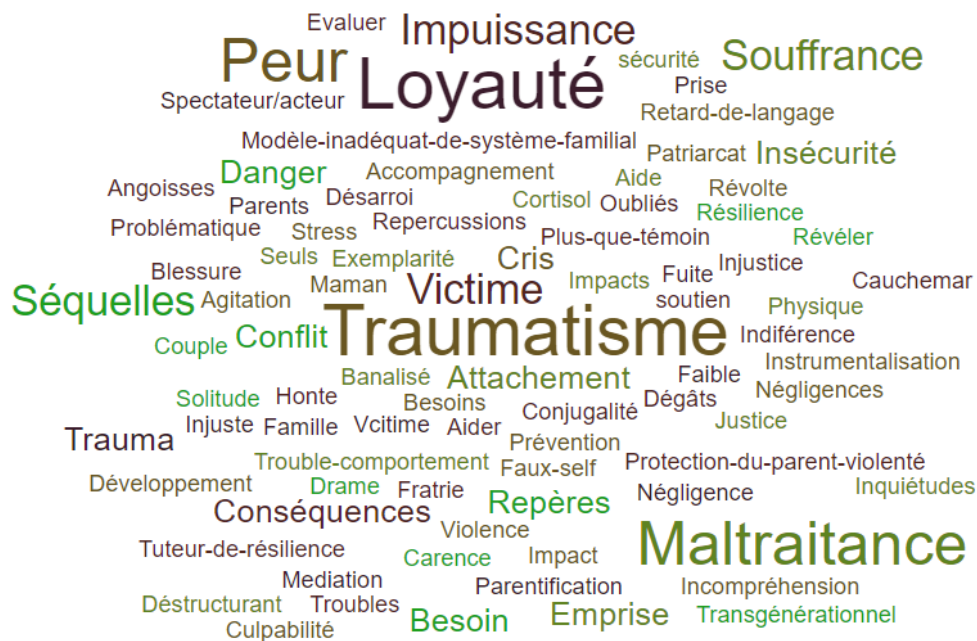 Evaluer Impuissance
Peur Loyauté sécurité Souffrance
Spectateur/acteur Prise
Retard-de-langage
Modèle-inadéquat-de-système-familial Patriarcat Insécurité
Danger Accompagnement Aide
Angoisses Parents Désarroi Cortisol Oubliés Révolte
Résilience
Problématique Stress Repercussions Plus-que-témoin Révéler
Seuls Exemplarité Cris Injustice
Blessure Maman Victime Impacts Fuite Cauchemar
Séquelles Agitation soutien Physique
Couple Conflit Traumatisme Indiférence
Instrumentalisation
Banalisé Attachement Faible Négligences
Solitude Honte Besoins Dégâts
Injuste Famille Vcitime Aider Conjugalité Justice
Trauma Prévention
Trouble-comportement Faux-self Protection-du-parent-violenté
Développement Drame Fratrie Repères Négligence Inquiétudes
Conséquences Violence
Tuteur-de-résilience Carence Impact Maltraitance
Mediation Parentification Incompréhension
Déstructurant Troubles Besoin Emprise Transgénérationnel
Culpabilité